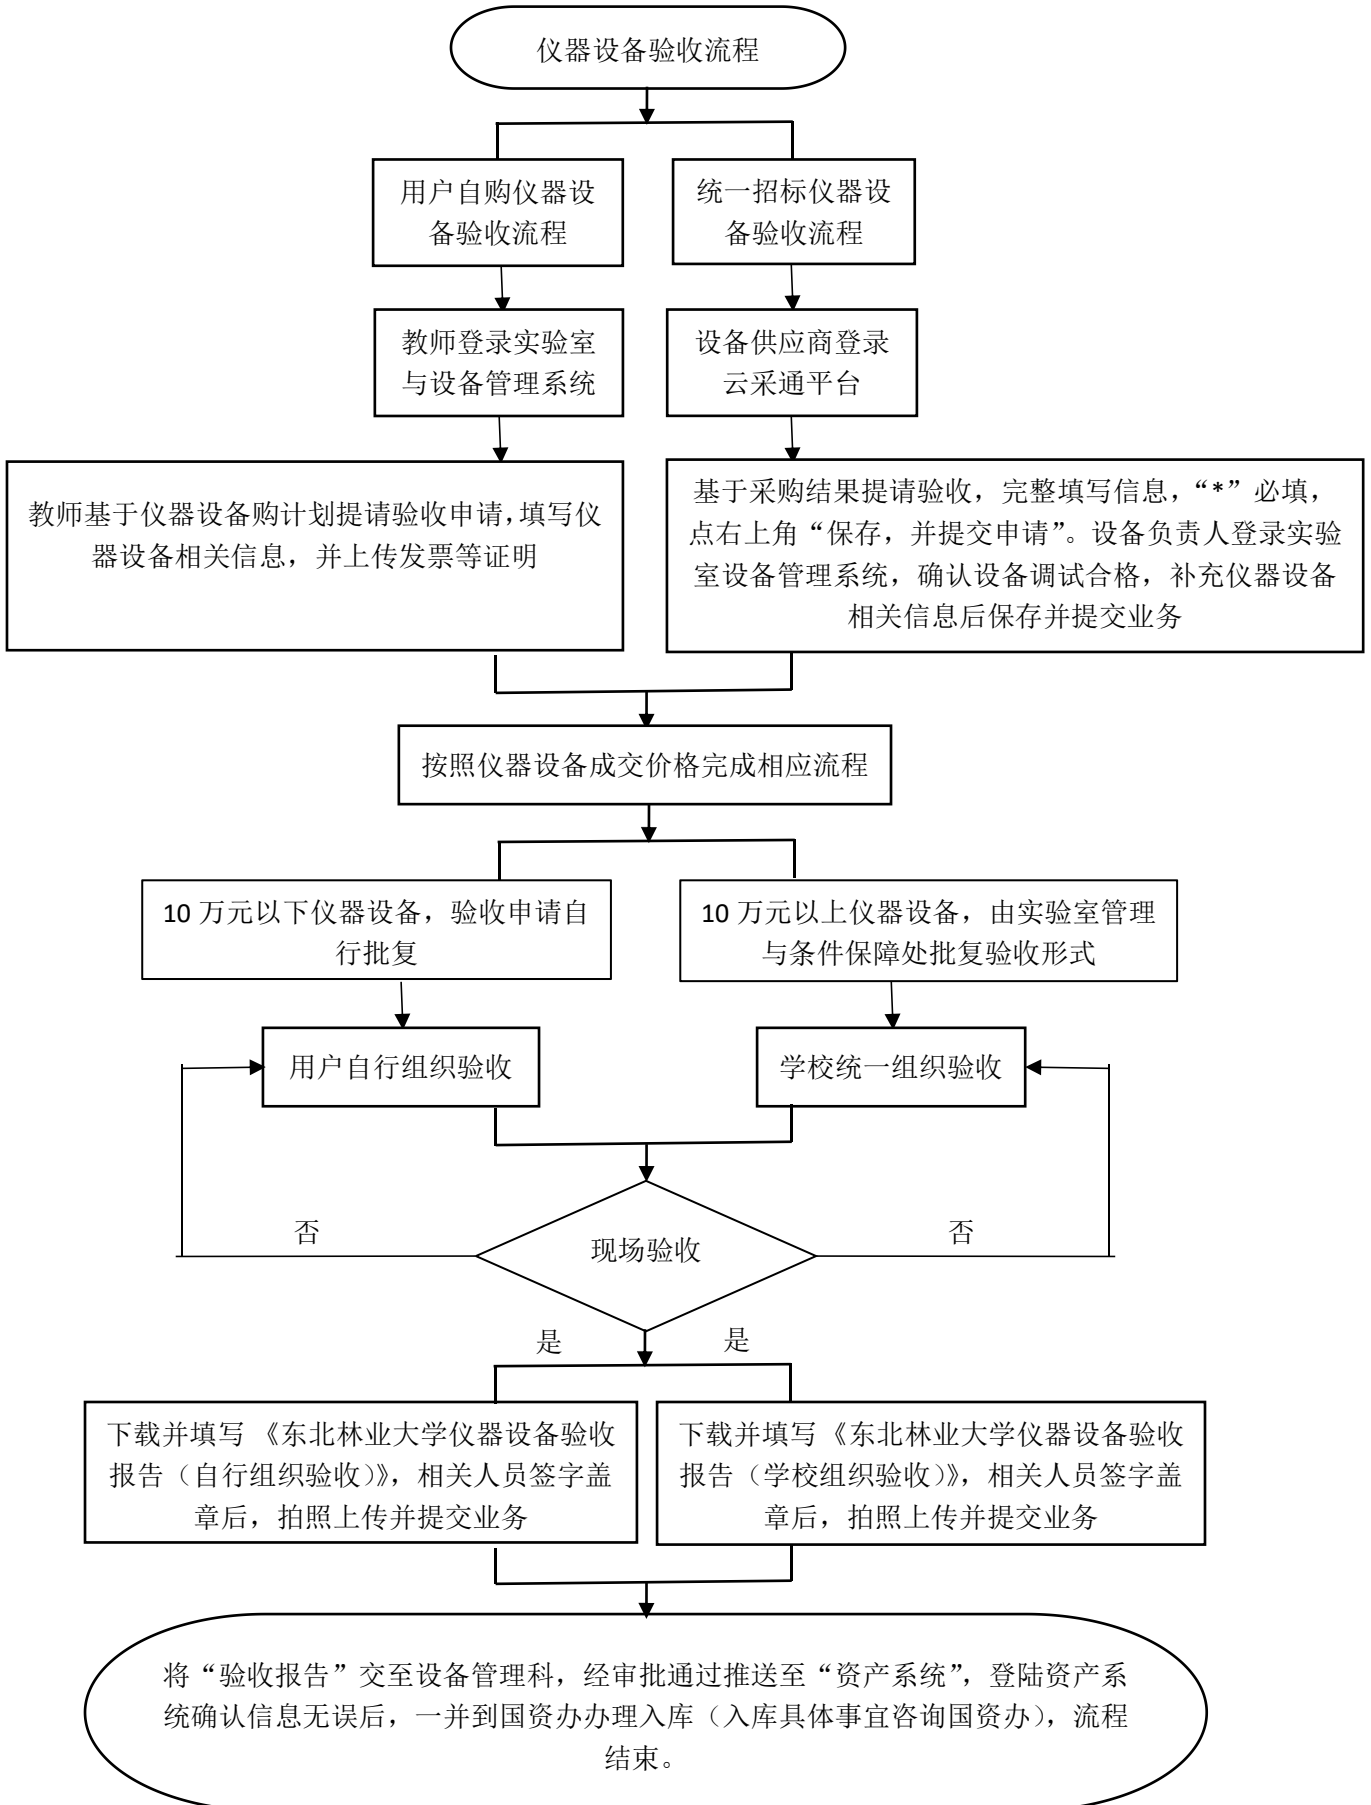 仪器设备验收流程
用户自购仪器设
备验收流程
统一招标仪器设
备验收流程
教师登录实验室
与设备管理系统
设备供应商登录
云采通平台
教师基于仪器设备购计划提请验收申请,填写仪
器设备相关信息，并上传发票等证明
基于采购结果提请验收，完整填写信息，“*”必填，
点右上角“保存，并提交申请”。设备负责人登录实验
室设备管理系统，确认设备调试合格，补充仪器设备
相关信息后保存并提交业务
按照仪器设备成交价格完成相应流程
10 万元以下仪器设备，验收申请自
行批复
10 万元以上仪器设备，由实验室管理
与条件保障处批复验收形式
用户自行组织验收
学校统一组织验收
否
现场验收
否
是
是
下载并填写 《东北林业大学仪器设备验收
报告（自行组织验收）》，相关人员签字盖
章后，拍照上传并提交业务
下载并填写《东北林业大学仪器设备验收
报告（学校组织验收）》，相关人员签字盖
章后，拍照上传并提交业务
将“验收报告”交至设备管理科，经审批通过推送至“资产系统”，登陆资产系
统确认信息无误后，一并到国资办办理入库（入库具体事宜咨询国资办），流程
结束。